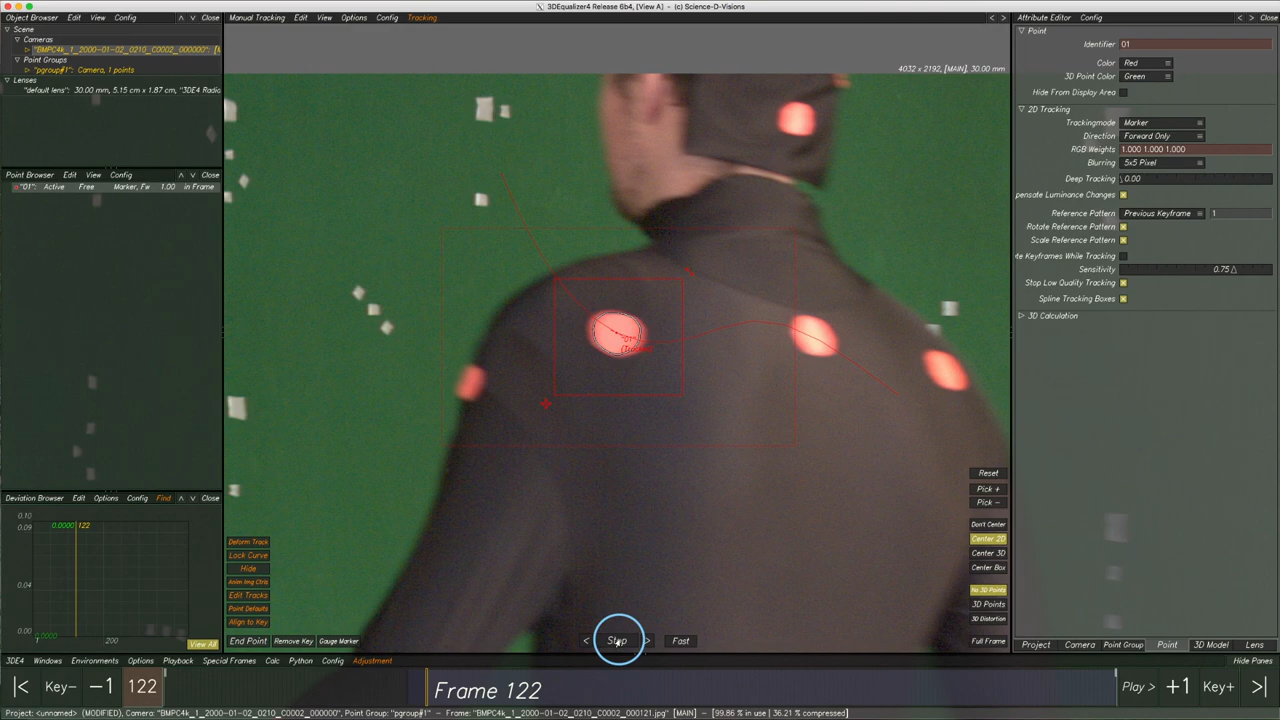 3DEqualizer4 Release 6b4, [View A] - (c) Science-D-Visions
Object Browser Edit View Config Close
Manual Tracking Edit View Options Config Tracking
Attribute Editor Config Close
Scene
Cameras
"BMPC4k_1_2000-01-02_0210_C0002_000000":
Point Groups
"pgroup#1": Camera, 1 points
Lenses
"default lens": 30.00 mm, 5.15 cm x 1.87 cm, "3DE4 Radia
4032 x 2192, [MAIN], 30.00 mm
Point Browser Edit View Config Close
"01": Active Free Marker, Fw 1.00 in Frame
Point
Identifier 01
Color Red
3D Point Color Green
Hide From Display Area
2D Tracking
Trackingmode Marker
Direction Forward Only
RGB Weights 1.000 1.000 1.000
Blurring 5x5 Pixel
Deep Tracking 0.00
pensate Luminance Changes
Reference Pattern Previous Keyframe 1
Rotate Reference Pattern
Scale Reference Pattern
te Keyframes While Tracking
Sensitivity 0.75
Stop Low Quality Tracking
Spline Tracking Boxes
3D Calculation
"01"
Deviation Browser Edit Options Config Find Close
0.10
0.09
0.04
0.00
0.0000 122
0.0000
1 200
View All
Deform Track
Lock Curve
Hide
Anim Img Ctrls
Edit Tracks
Point Defaults
Align to Key
Reset
Pick +
Pick -
Don't Center
Center 2D
Center 3D
Center Box
No 3D Points
3D Points
3D Distortion
End Point Remove Key Gauge Marker < Stop > Fast Full Frame
Project Camera Point Group Point 3D Model Lens
3DE4 Windows Environments Options Playback Special Frames Calc Python Config Adjustment Hide Panes
|< Key- -1 122 Frame 122 Play > +1 Key+ >|
Project: <unnamed> (MODIFIED), Camera: "BMPC4k_1_2000-01-02_0210_C0002_000000", Point Group: "pgroup#1" - Frame: "BMPC4k_1_2000-01-02_0210_C0002_000121.jpg" [MAIN] - [99.86 % in use | 36.21 % compressed]